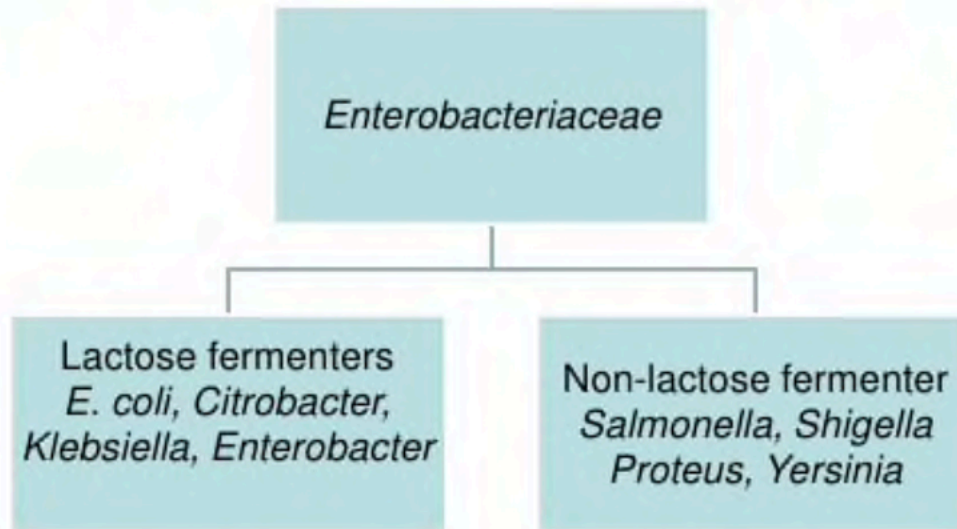 Enterobacteriaceae
Lactose fermenters
E. coli, Citrobacter,
Klebsiella, Enterobacter
Non-lactose fermenter
Salmonella, Shigella
Proteus, Yersinia